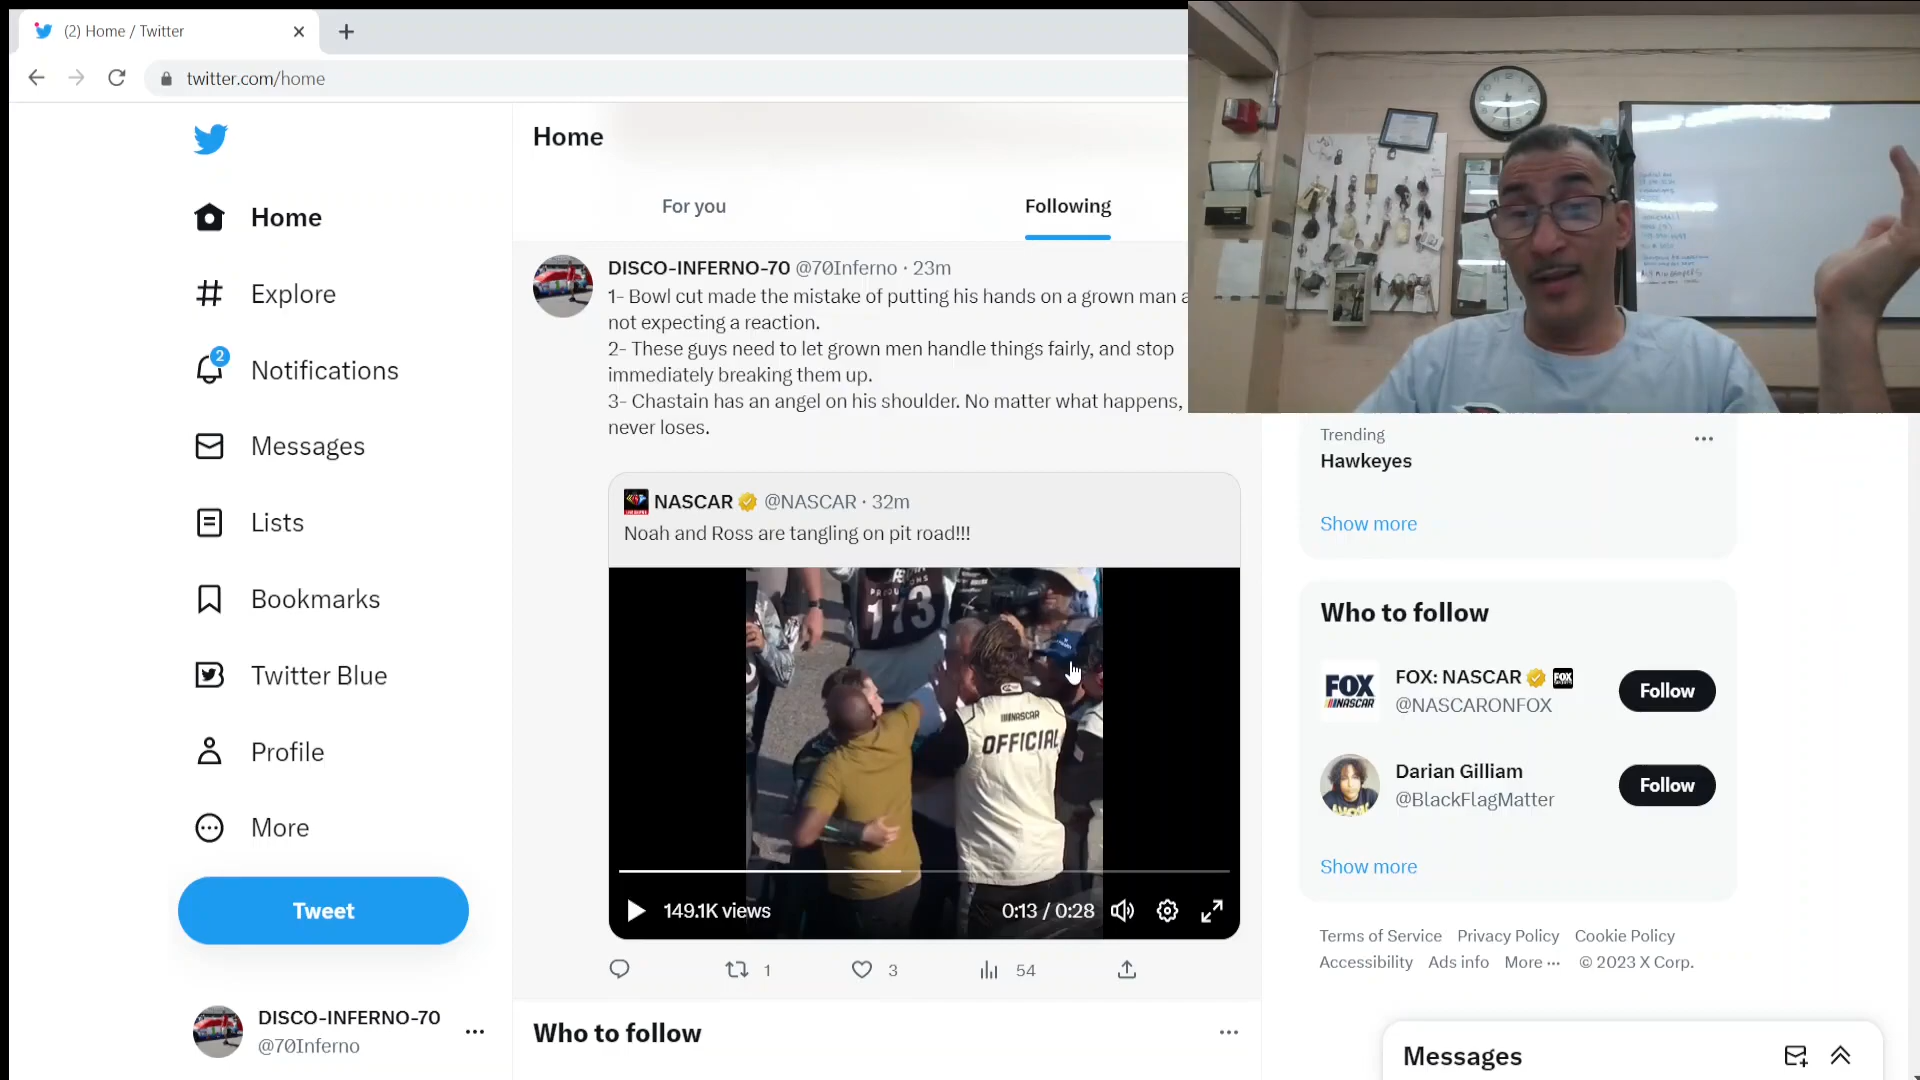 (2) Home / Twitter
twitter.com/home
Home
Explore
2
Notifications
Messages
Lists
Bookmarks
Twitter Blue
Profile
More
Tweet
DISCO-INFERNO-70
@70Inferno
Home
For you
Following
DISCO-INFERNO-70 @70Inferno · 23m
1- Bowl cut made the mistake of putting his hands on a grown man a
not expecting a reaction.
2- These guys need to let grown men handle things fairly, and stop
immediately breaking them up.
3- Chastain has an angel on his shoulder. No matter what happens,
never loses.
NASCAR @NASCAR · 32m
Noah and Ross are tangling on pit road!!!
173
NASCAR
OFFICIAL
149.1K views
0:13 / 0:28
1
3
54
Who to follow
Trending
Hawkeyes
Show more
Who to follow
FOX
NASCAR
FOX: NASCAR
@NASCARONFOX
Follow
Darian Gilliam
@BlackFlagMatter
Follow
Show more
Terms of Service Privacy Policy Cookie Policy
Accessibility Ads info More ··· © 2023 X Corp.
Messages